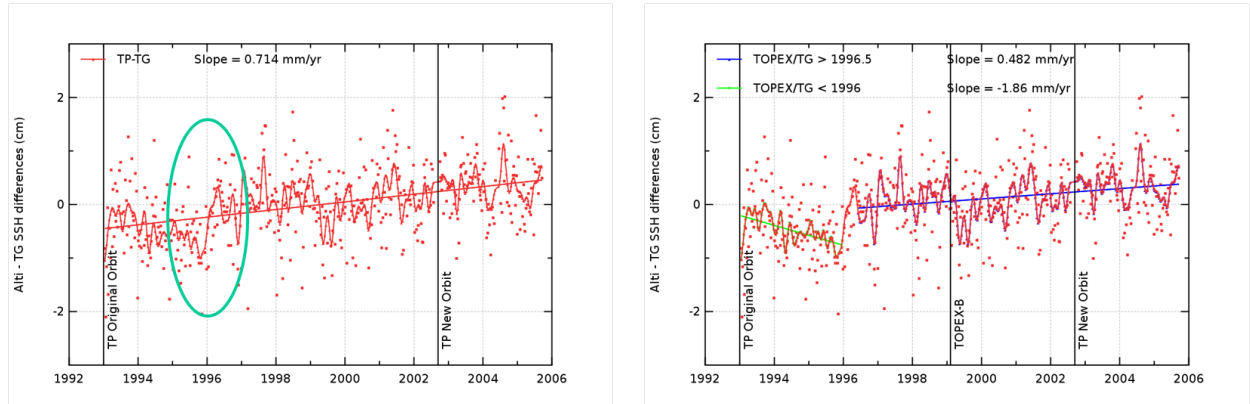 TP-TG Slope = 0.714 mm/yr
2
0
-2
Alti - TG SSH differences (cm)
TP Original Orbit
TP New Orbit
1992 1994 1996 1998 2000 2002 2004 2006
TOPEX/TG > 1996.5 Slope = 0.482 mm/yr
TOPEX/TG < 1996 Slope = -1.86 mm/yr
2
0
-2
Alti - TG SSH differences (cm)
TP Original Orbit
TOPEX-B
TP New Orbit
1992 1994 1996 1998 2000 2002 2004 2006